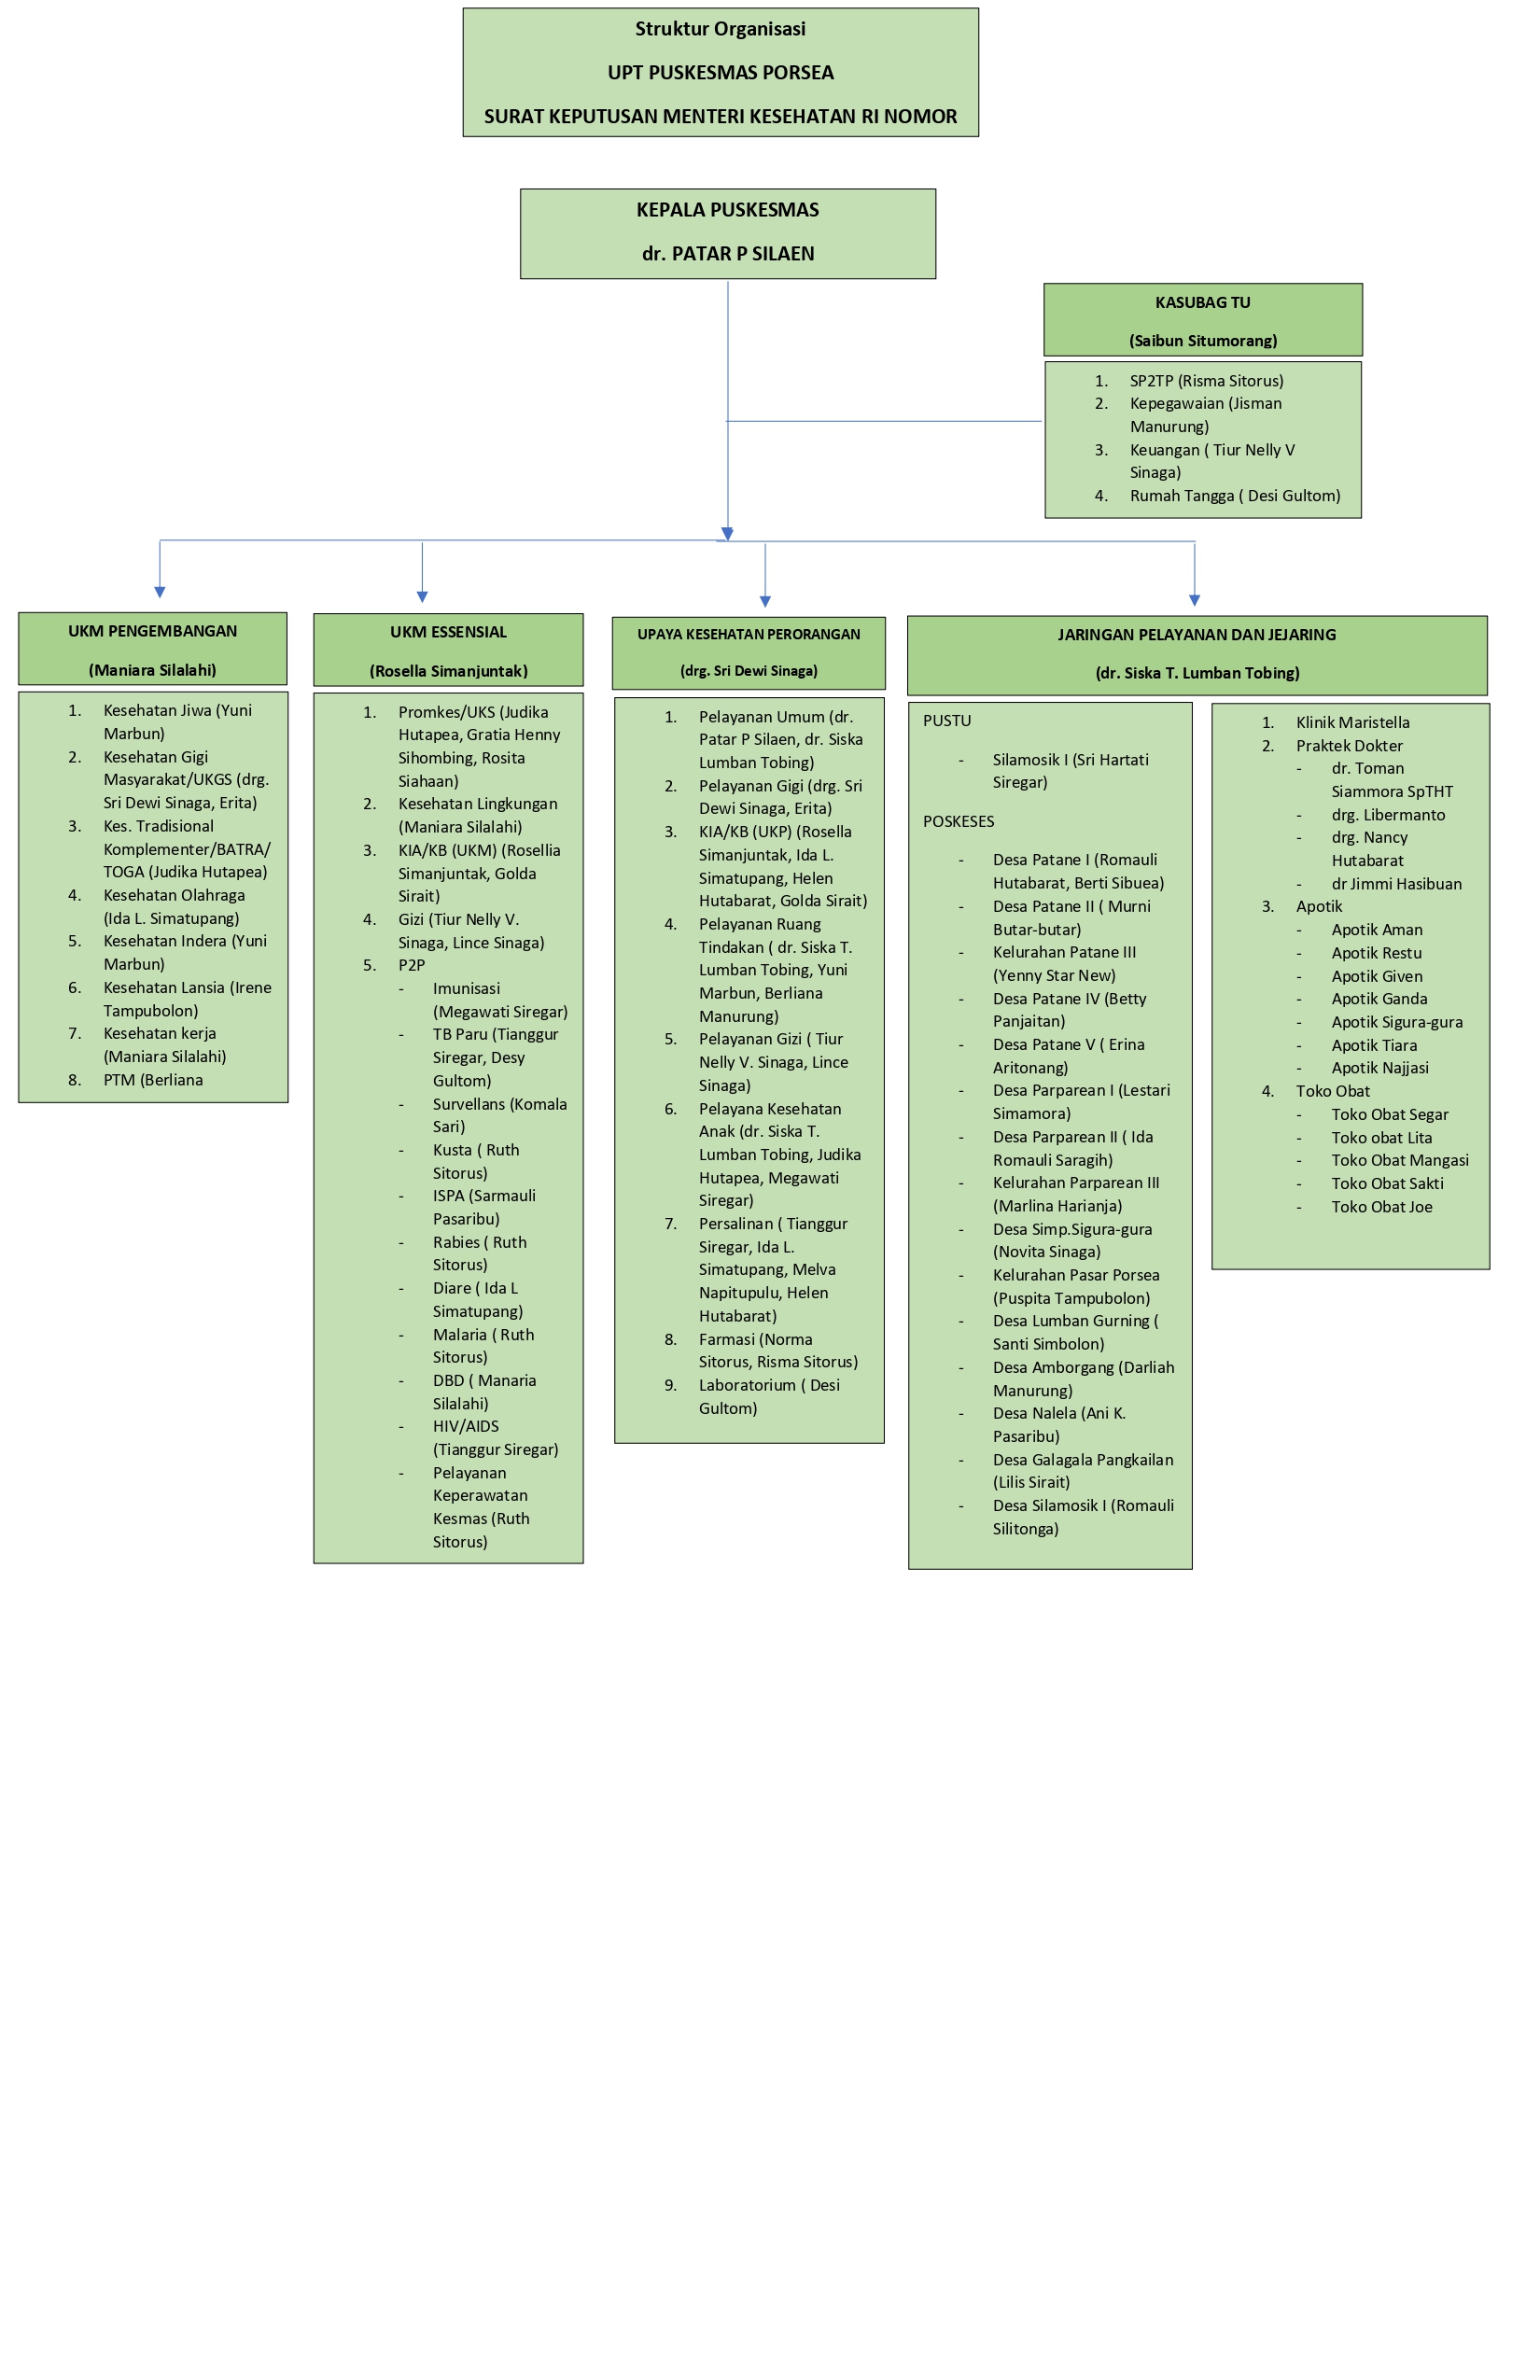 Struktur Organisasi
UPT PUSKESMAS PORSEA
SURAT KEPUTUSAN MENTERI KESEHATAN RI NOMOR
KEPALA PUSKESMAS
dr. PATAR P SILAEN
KASUBAG TU
(Saibun Situmorang)
1. SP2TP (Risma Sitorus)
2. Kepegawaian (Jisman
Manurung)
3. Keuangan ( Tiur Nelly V
Sinaga)
4. Rumah Tangga ( Desi Gultom)
UKM PENGEMBANGAN
(Maniara Silalahi)
1. Kesehatan Jiwa (Yuni
Marbun)
2. Kesehatan Gigi
Masyarakat/UKGS (drg.
Sri Dewi Sinaga, Erita)
3. Kes. Tradisional
Komplementer/BATRA/
TOGA (Judika Hutapea)
4. Kesehatan Olahraga
(Ida L. Simatupang)
5. Kesehatan Indera (Yuni
Marbun)
6. Kesehatan Lansia (Irene
Tampubolon)
7. Kesehatan kerja
(Maniara Silalahi)
8. PTM (Berliana
UKM ESSENSIAL
(Rosella Simanjuntak)
1. Promkes/UKS (Judika
Hutapea, Gratia Henny
Sihombing, Rosita
Siahaan)
2. Kesehatan Lingkungan
(Maniara Silalahi)
3. KIA/KB (UKM) (Rosellia
Simanjuntak, Golda
Sirait)
4. Gizi (Tiur Nelly V.
Sinaga, Lince Sinaga)
5. P2P
- Imunisasi
(Megawati Siregar)
- TB Paru (Tianggur
Siregar, Desy
Gultom)
- Survellans (Komala
Sari)
- Kusta ( Ruth
Sitorus)
- ISPA (Sarmauli
Pasaribu)
- Rabies ( Ruth
Sitorus)
- Diare ( Ida L
Simatupang)
- Malaria ( Ruth
Sitorus)
- DBD ( Manaria
Silalahi)
- HIV/AIDS
(Tianggur Siregar)
- Pelayanan
Keperawatan
Kesmas (Ruth
Sitorus)
UPAYA KESEHATAN PERORANGAN
(drg. Sri Dewi Sinaga)
1. Pelayanan Umum (dr.
Patar P Silaen, dr. Siska
Lumban Tobing)
2. Pelayanan Gigi (drg. Sri
Dewi Sinaga, Erita)
3. KIA/KB (UKP) (Rosella
Simanjuntak, Ida L.
Simatupang, Helen
Hutabarat, Golda Sirait)
4. Pelayanan Ruang
Tindakan ( dr. Siska T.
Lumban Tobing, Yuni
Marbun, Berliana
Manurung)
5. Pelayanan Gizi ( Tiur
Nelly V. Sinaga, Lince
Sinaga)
6. Pelayana Kesehatan
Anak (dr. Siska T.
Lumban Tobing, Judika
Hutapea, Megawati
Siregar)
7. Persalinan ( Tianggur
Siregar, Ida L.
Simatupang, Melva
Napitupulu, Helen
Hutabarat)
8. Farmasi (Norma
Sitorus, Risma Sitorus)
9. Laboratorium ( Desi
Gultom)
JARINGAN PELAYANAN DAN JEJARING
(dr. Siska T. Lumban Tobing)
PUSTU
- Silamosik I (Sri Hartati
Siregar)
POSKESES
- Desa Patane I (Romauli
Hutabarat, Berti Sibuea)
- Desa Patane II ( Murni
Butar-butar)
- Kelurahan Patane III
(Yenny Star New)
- Desa Patane IV (Betty
Panjaitan)
- Desa Patane V ( Erina
Aritonang)
- Desa Parparean I (Lestari
Simamora)
- Desa Parparean II ( Ida
Romauli Saragih)
- Kelurahan Parparean III
(Marlina Harianja)
- Desa Simp.Sigura-gura
(Novita Sinaga)
- Kelurahan Pasar Porsea
(Puspita Tampubolon)
- Desa Lumban Gurning (
Santi Simbolon)
- Desa Amborgang (Darliah
Manurung)
- Desa Nalela (Ani K.
Pasaribu)
- Desa Galagala Pangkailan
(Lilis Sirait)
- Desa Silamosik I (Romauli
Silitonga)
1. Klinik Maristella
2. Praktek Dokter
- dr. Toman
Siammora SpTHT
- drg. Libermanto
- drg. Nancy
Hutabarat
- dr Jimmi Hasibuan
3. Apotik
- Apotik Aman
- Apotik Restu
- Apotik Given
- Apotik Ganda
- Apotik Sigura-gura
- Apotik Tiara
- Apotik Najjasi
4. Toko Obat
- Toko Obat Segar
- Toko obat Lita
- Toko Obat Mangasi
- Toko Obat Sakti
- Toko Obat Joe